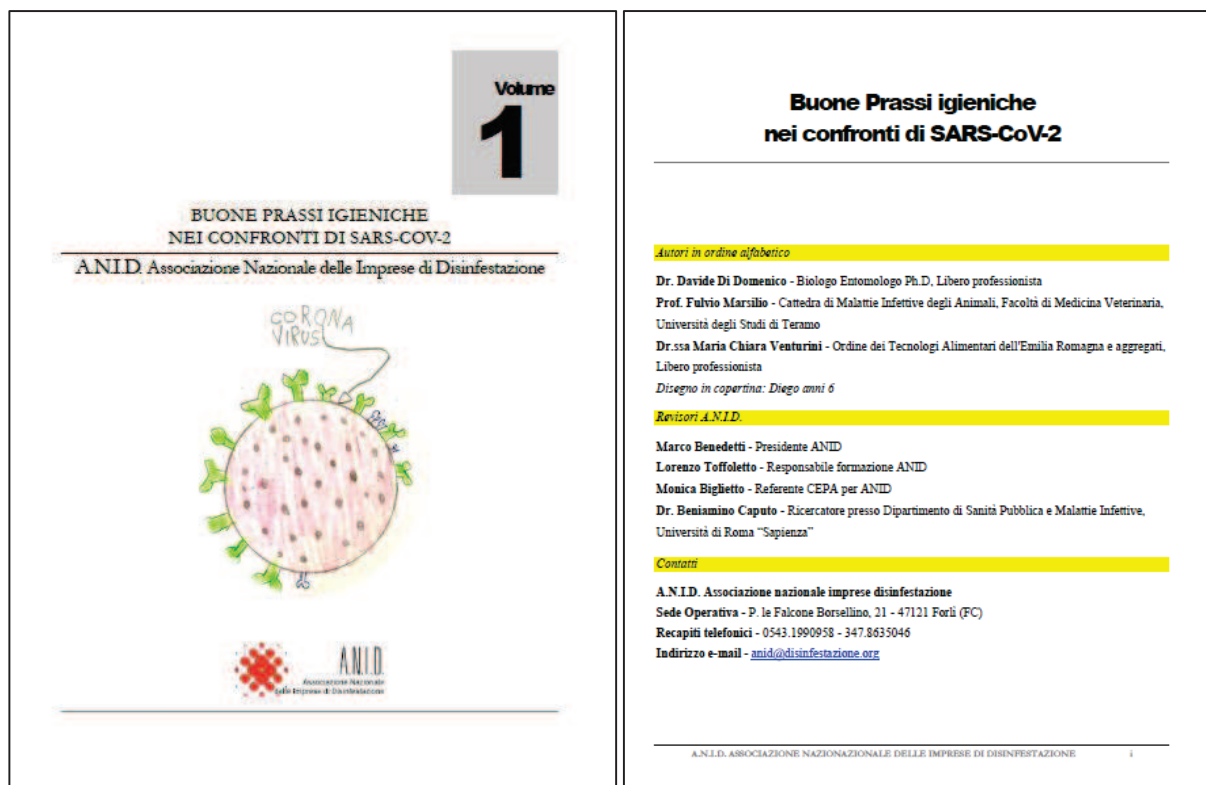 Volume
1
BUONE PRASSI IGIENICHE
NEI CONFRONTI DI SARS-COV-2
A.N.I.D. Associazione Nazionale delle Imprese di Disinfestazione
CORONA
VIRUS
A.N.I.D.
Associazione Nazionale
delle Imprese di Disinfestazione
Buone Prassi igieniche
nei confronti di SARS-CoV-2
Autori in ordine alfabetico
Dr. Davide Di Domenico - Biologo Entomologo Ph.D, Libero professionista
Prof. Fulvio Marsilio - Cattedra di Malattie Infettive degli Animali, Facoltà di Medicina Veterinaria,
Università degli Studi di Teramo
Dr.ssa Maria Chiara Venturini - Ordine dei Tecnologi Alimentari dell'Emilia Romagna e aggregati,
Libero professionista
Disegno in copertina: Diego anni 6
Revisori A.N.I.D.
Marco Benedetti - Presidente ANID
Lorenzo Toffoletto - Responsabile formazione ANID
Monica Biglietto - Referente CEPA per ANID
Dr. Beniamino Caputo - Ricercatore presso Dipartimento di Sanità Pubblica e Malattie Infettive,
Università di Roma “Sapienza”
Contatti
A.N.I.D. Associazione nazionale imprese disinfestazione
Sede Operativa - P. le Falcone Borsellino, 21 - 47121 Forlì (FC)
Recapiti telefonici - 0543.1990958 - 347.8635046
Indirizzo e-mail - anid@disinfestazione.org
A.N.I.D. ASSOCIAZIONE NAZIONAZIONALE DELLE IMPRESE DI DISINFESTAZIONE i